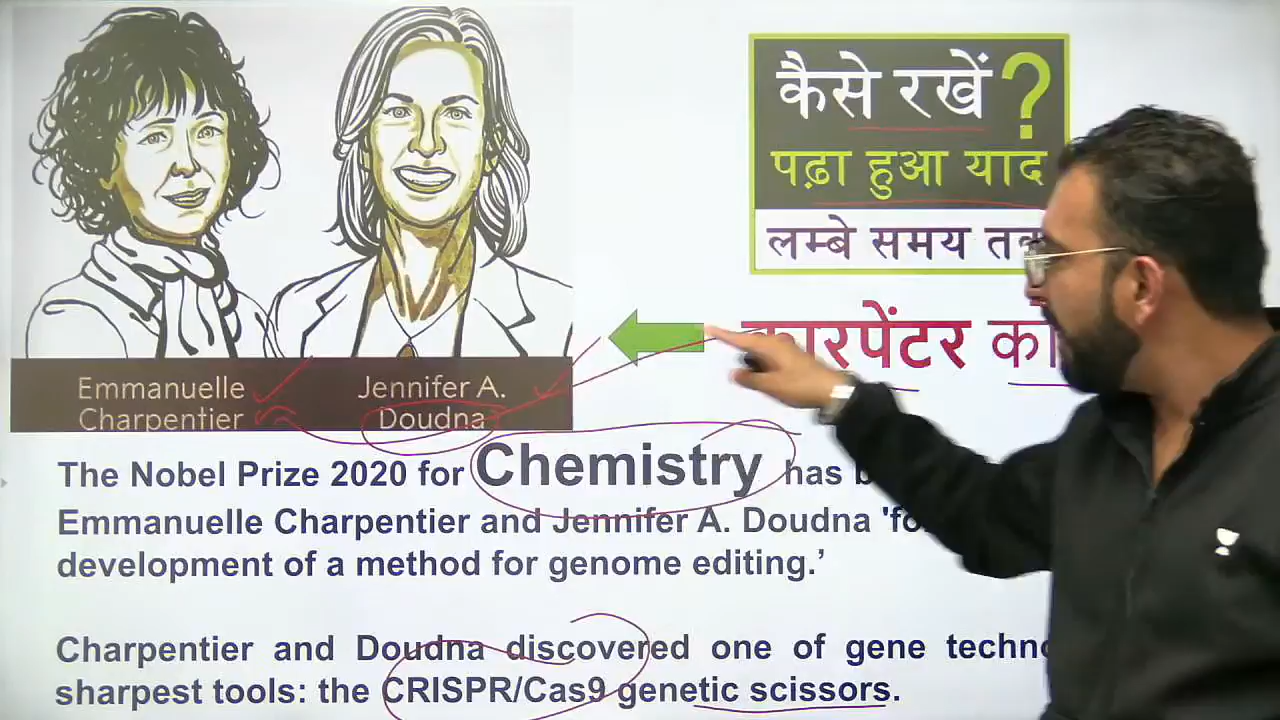 Emmanuelle
Charpentier
Jennifer A.
Doudna
कैसे रखें ?
पढ़ा हुआ याद
लम्बे समय
कारपेंटर
The Nobel Prize 2020 for Chemistry has
Emmanuelle Charpentier and Jennifer A. Doudna
development of a method for genome editing.’
Charpentier and Doudna discovered one of gene
sharpest tools: the CRISPR/Cas9 genetic scissors.